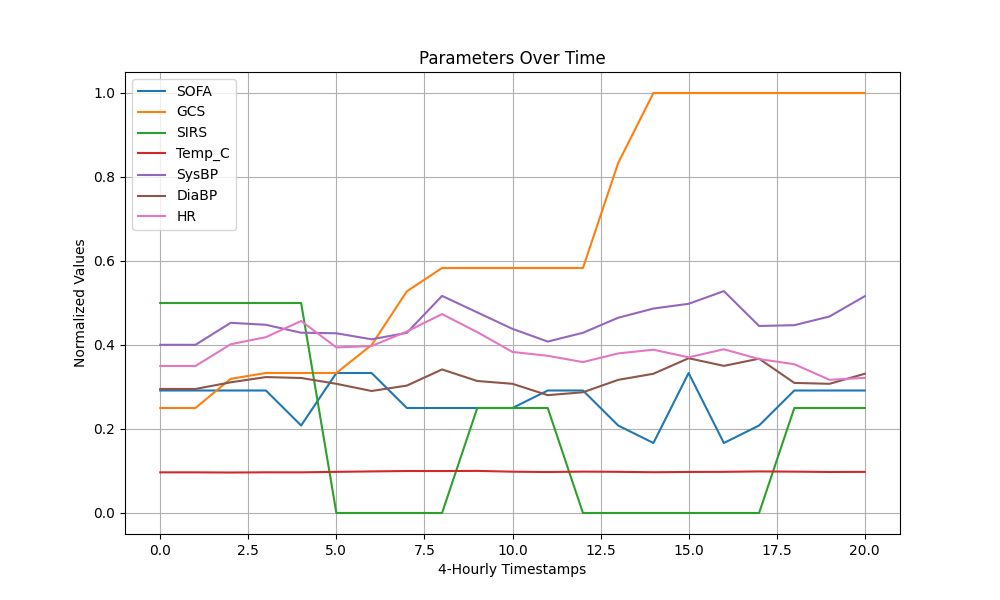 Parameters Over Time
SOFA
GCS
SIRS
Temp_C
SysBP
DiaBP
HR
Normalized Values
1.0
0.8
0.6
0.4
0.2
0.0
0.0 2.5 5.0 7.5 10.0 12.5 15.0 17.5 20.0
4-Hourly Timestamps